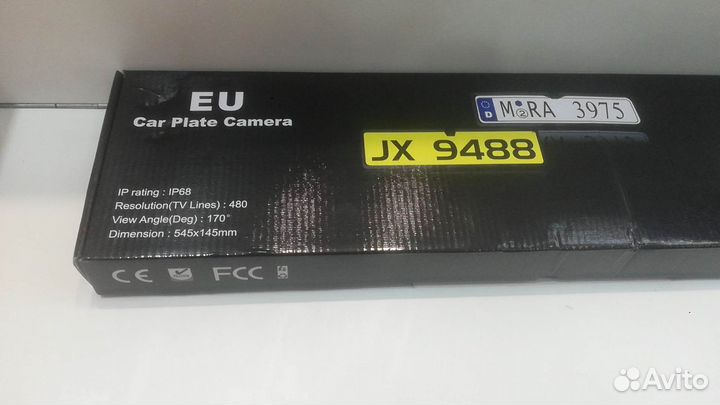 EU
Car Plate Camera
D M RA 3975
JX 9488
IP rating : IP68
Resolution(TV Lines) : 480
View Angle(Deg) : 170°
Dimension : 545x145mm
CE FCC
Avito